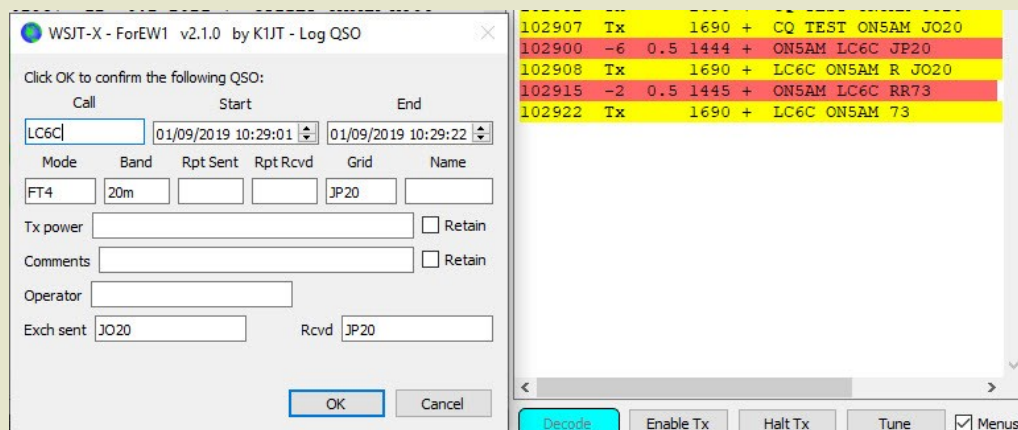 WSJT-X - ForEW1 v2.1.0 by K1JT - Log QSO
Click OK to confirm the following QSO:
Call Start End
LC6C 01/09/2019 10:29:01 01/09/2019 10:29:22
Mode Band Rpt Sent Rpt Rcvd Grid Name
FT4 20m JP20
Tx power Retain
Comments Retain
Operator
Exch sent JO20 Rcvd JP20
OK Cancel
102907 Tx 1690 + CQ TEST ON5AM JO20
102900 -6 0.5 1444 + ON5AM LC6C JP20
102908 Tx 1690 + LC6C ON5AM R JO20
102915 -2 0.5 1445 + ON5AM LC6C RR73
102922 Tx 1690 + LC6C ON5AM 73
Decode Enable Tx Halt Tx Tune Menus